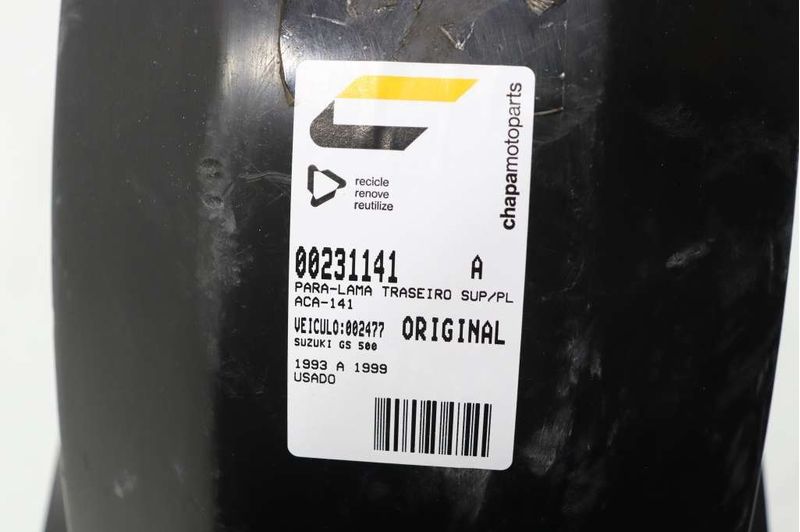 recicle
renove
reutilize
chapamotoparts
00231141 A
PARA-LAMA TRASEIRO SUP/PL
ACA-141
VEICULO:002477 ORIGINAL
SUZUKI GS 500
1993 A 1999
USADO